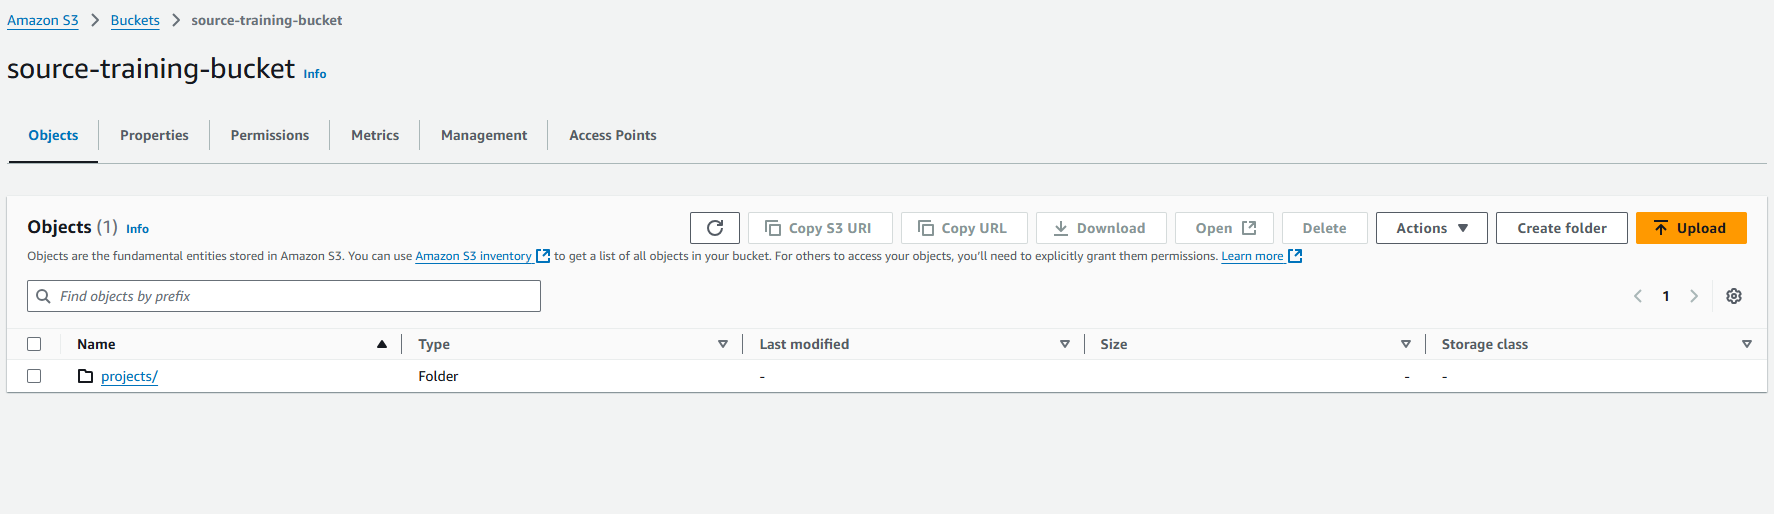 Amazon S3 > Buckets > source-training-bucket
source-training-bucket Info
Objects Properties Permissions Metrics Management Access Points
Objects (1) Info Copy S3 URI Copy URL Download Open Delete Actions Create folder Upload
Objects are the fundamental entities stored in Amazon S3. You can use Amazon S3 inventory to get a list of all objects in your bucket. For others to access your objects, you'll need to explicitly grant them permissions. Learn more
Find objects by prefix 1
Name Type Last modified Size Storage class
projects/ Folder - - -